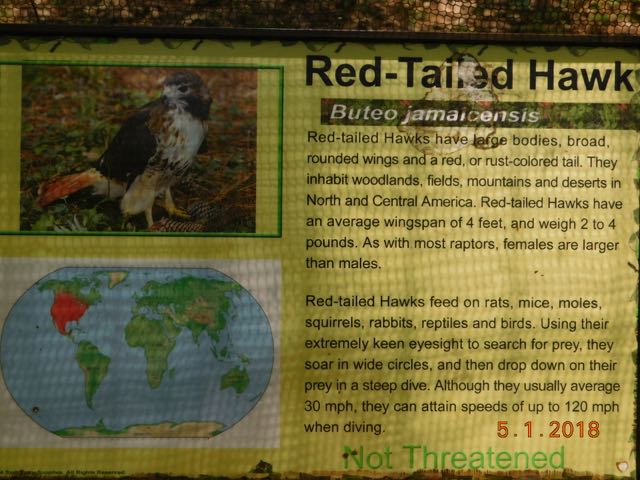 Red-Tailed Hawk
Buteo jamaicensis
Red-tailed Hawks have large bodies, broad,
rounded wings and a red, or rust-colored tail. They
inhabit woodlands, fields, mountains and deserts in
North and Central America. Red-tailed Hawks have
an average wingspan of 4 feet, and weigh 2 to 4
pounds. As with most raptors, females are larger
than males.
Red-tailed Hawks feed on rats, mice, moles,
squirrels, rabbits, reptiles and birds. Using their
extremely keen eyesight to search for prey, they
soar in wide circles, and then drop down on their
prey in a steep dive. Although they usually average
30 mph, they can attain speeds of up to 120 mph
when diving.
5.1.2018
Not Threatened
All Rights Reserved